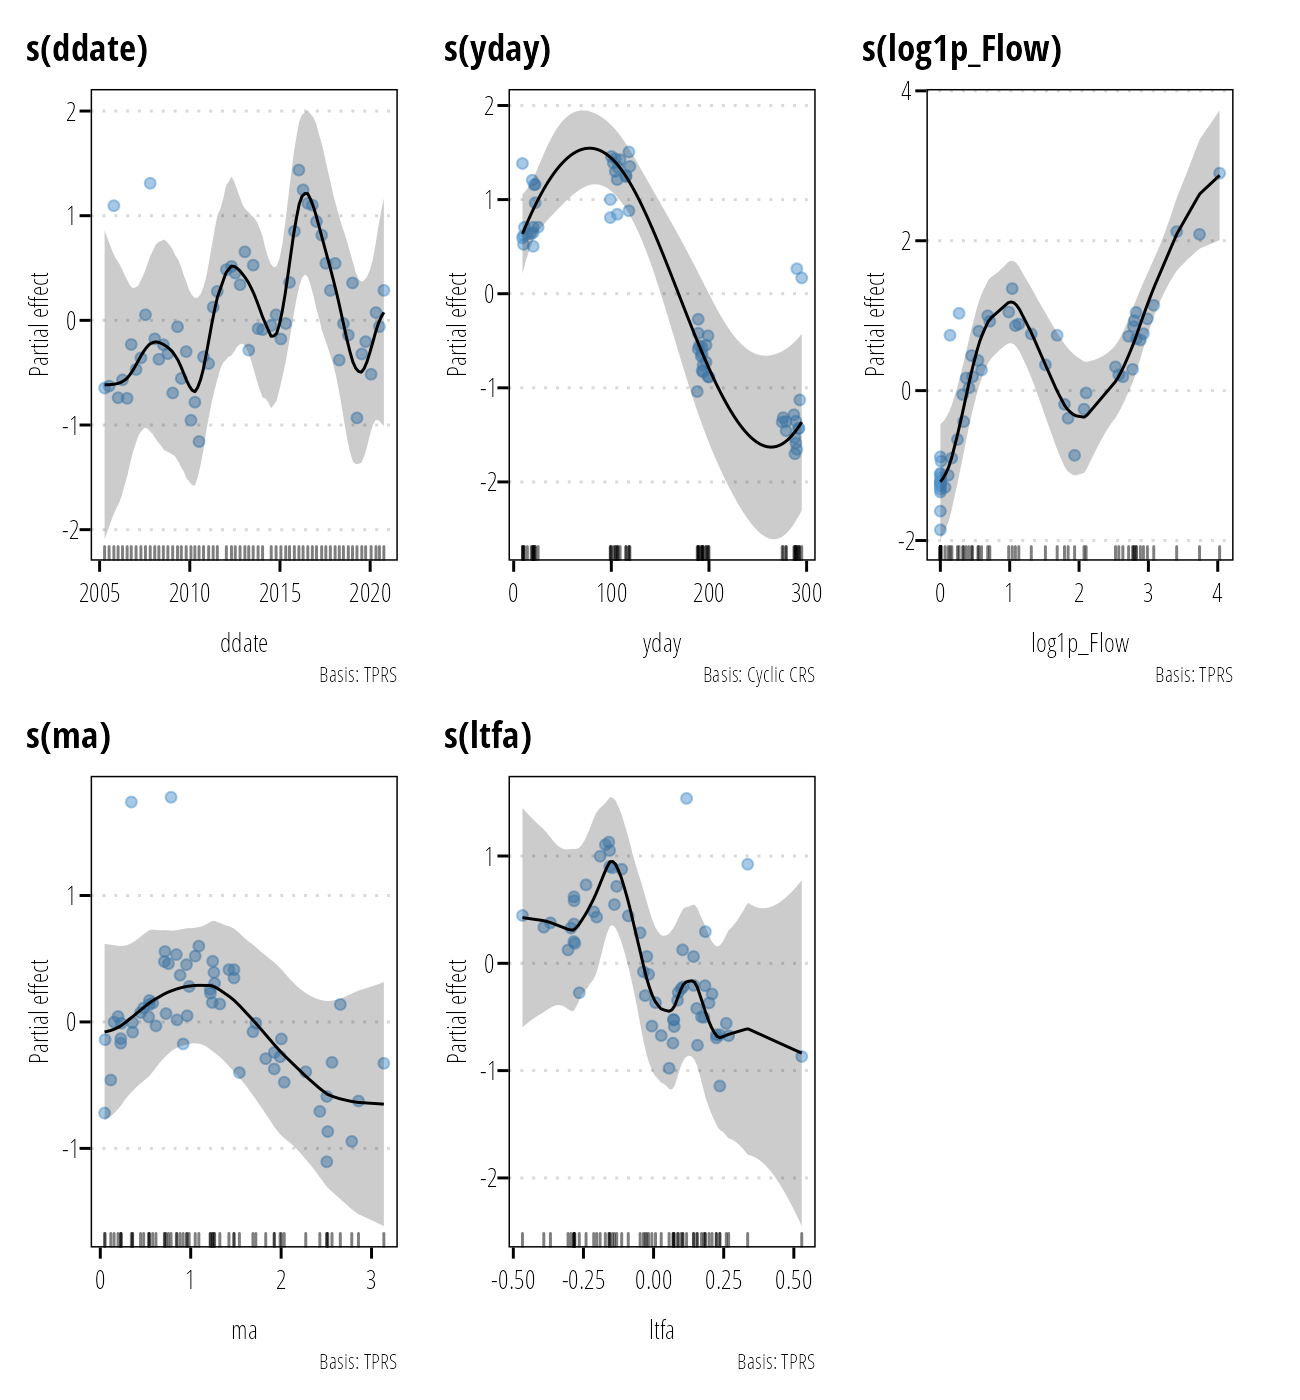 s(ddate) s(yday) s(log1p_Flow)
Partial effect
2
1
0
-1
-2
2005 2010 2015 2020
ddate
Basis: TPRS
Partial effect
2
1
0
-1
-2
0 100 200 300
yday
Basis: Cyclic CRS
Partial effect
4
2
0
-2
0 1 2 3 4
log1p_Flow
Basis: TPRS
s(ma) s(ltfa)
Partial effect
1
0
-1
0 1 2 3
ma
Basis: TPRS
Partial effect
1
0
-1
-2
-0.50 -0.25 0.00 0.25 0.50
ltfa
Basis: TPRS